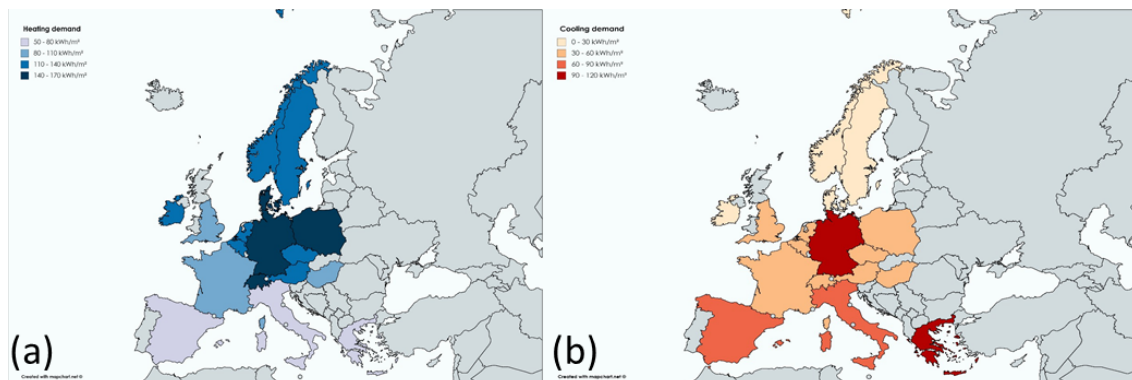 Heating demand
50 - 80 kWh/m²
80 - 110 kWh/m²
110 - 140 kWh/m²
140 - 170 kWh/m²
(a)
Created with mapchart.net ©
Cooling demand
0 - 30 kWh/m²
30 - 60 kWh/m²
60 - 90 kWh/m²
90 - 120 kWh/m²
(b)
Created with mapchart.net ©